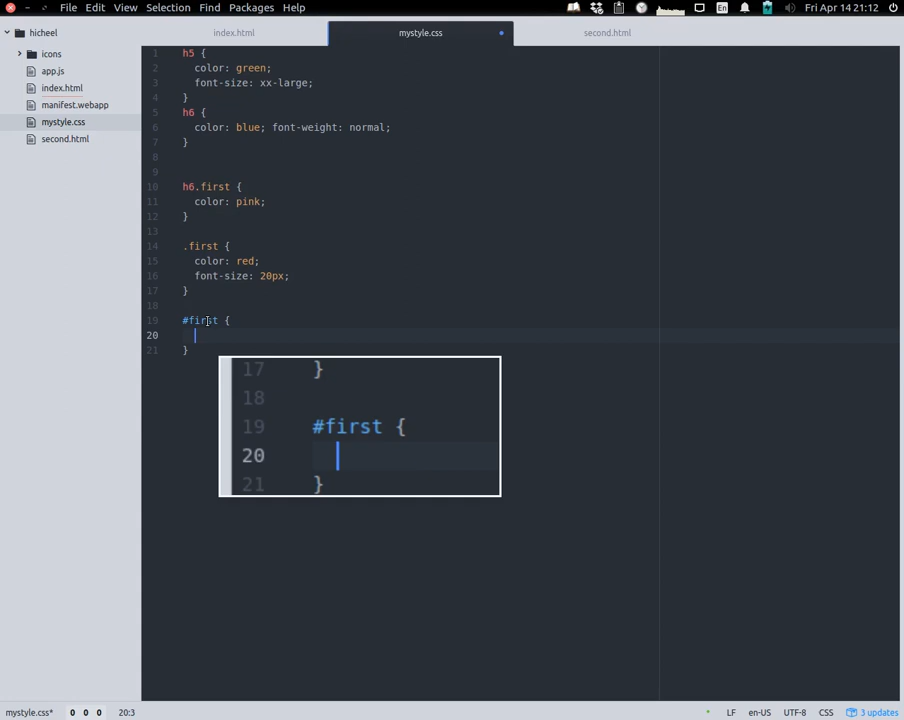 File Edit View Selection Find Packages Help
En
Fri Apr 14 21:12
hicheel
icons
app.js
index.html
manifest.webapp
mystyle.css
second.html
index.html
mystyle.css
second.html
1 h5 {
2 color: green;
3 font-size: xx-large;
4 }
5 h6 {
6 color: blue; font-weight: normal;
7 }
8
9
10 h6.first {
11 color: pink;
12 }
13
14 .first {
15 color: red;
16 font-size: 20px;
17 }
18
19 #first {
20
21 }
17 }
18
19 #first {
20
21 }
mystyle.css* 0 0 0 20:3
LF en-US UTF-8 CSS 3 updates